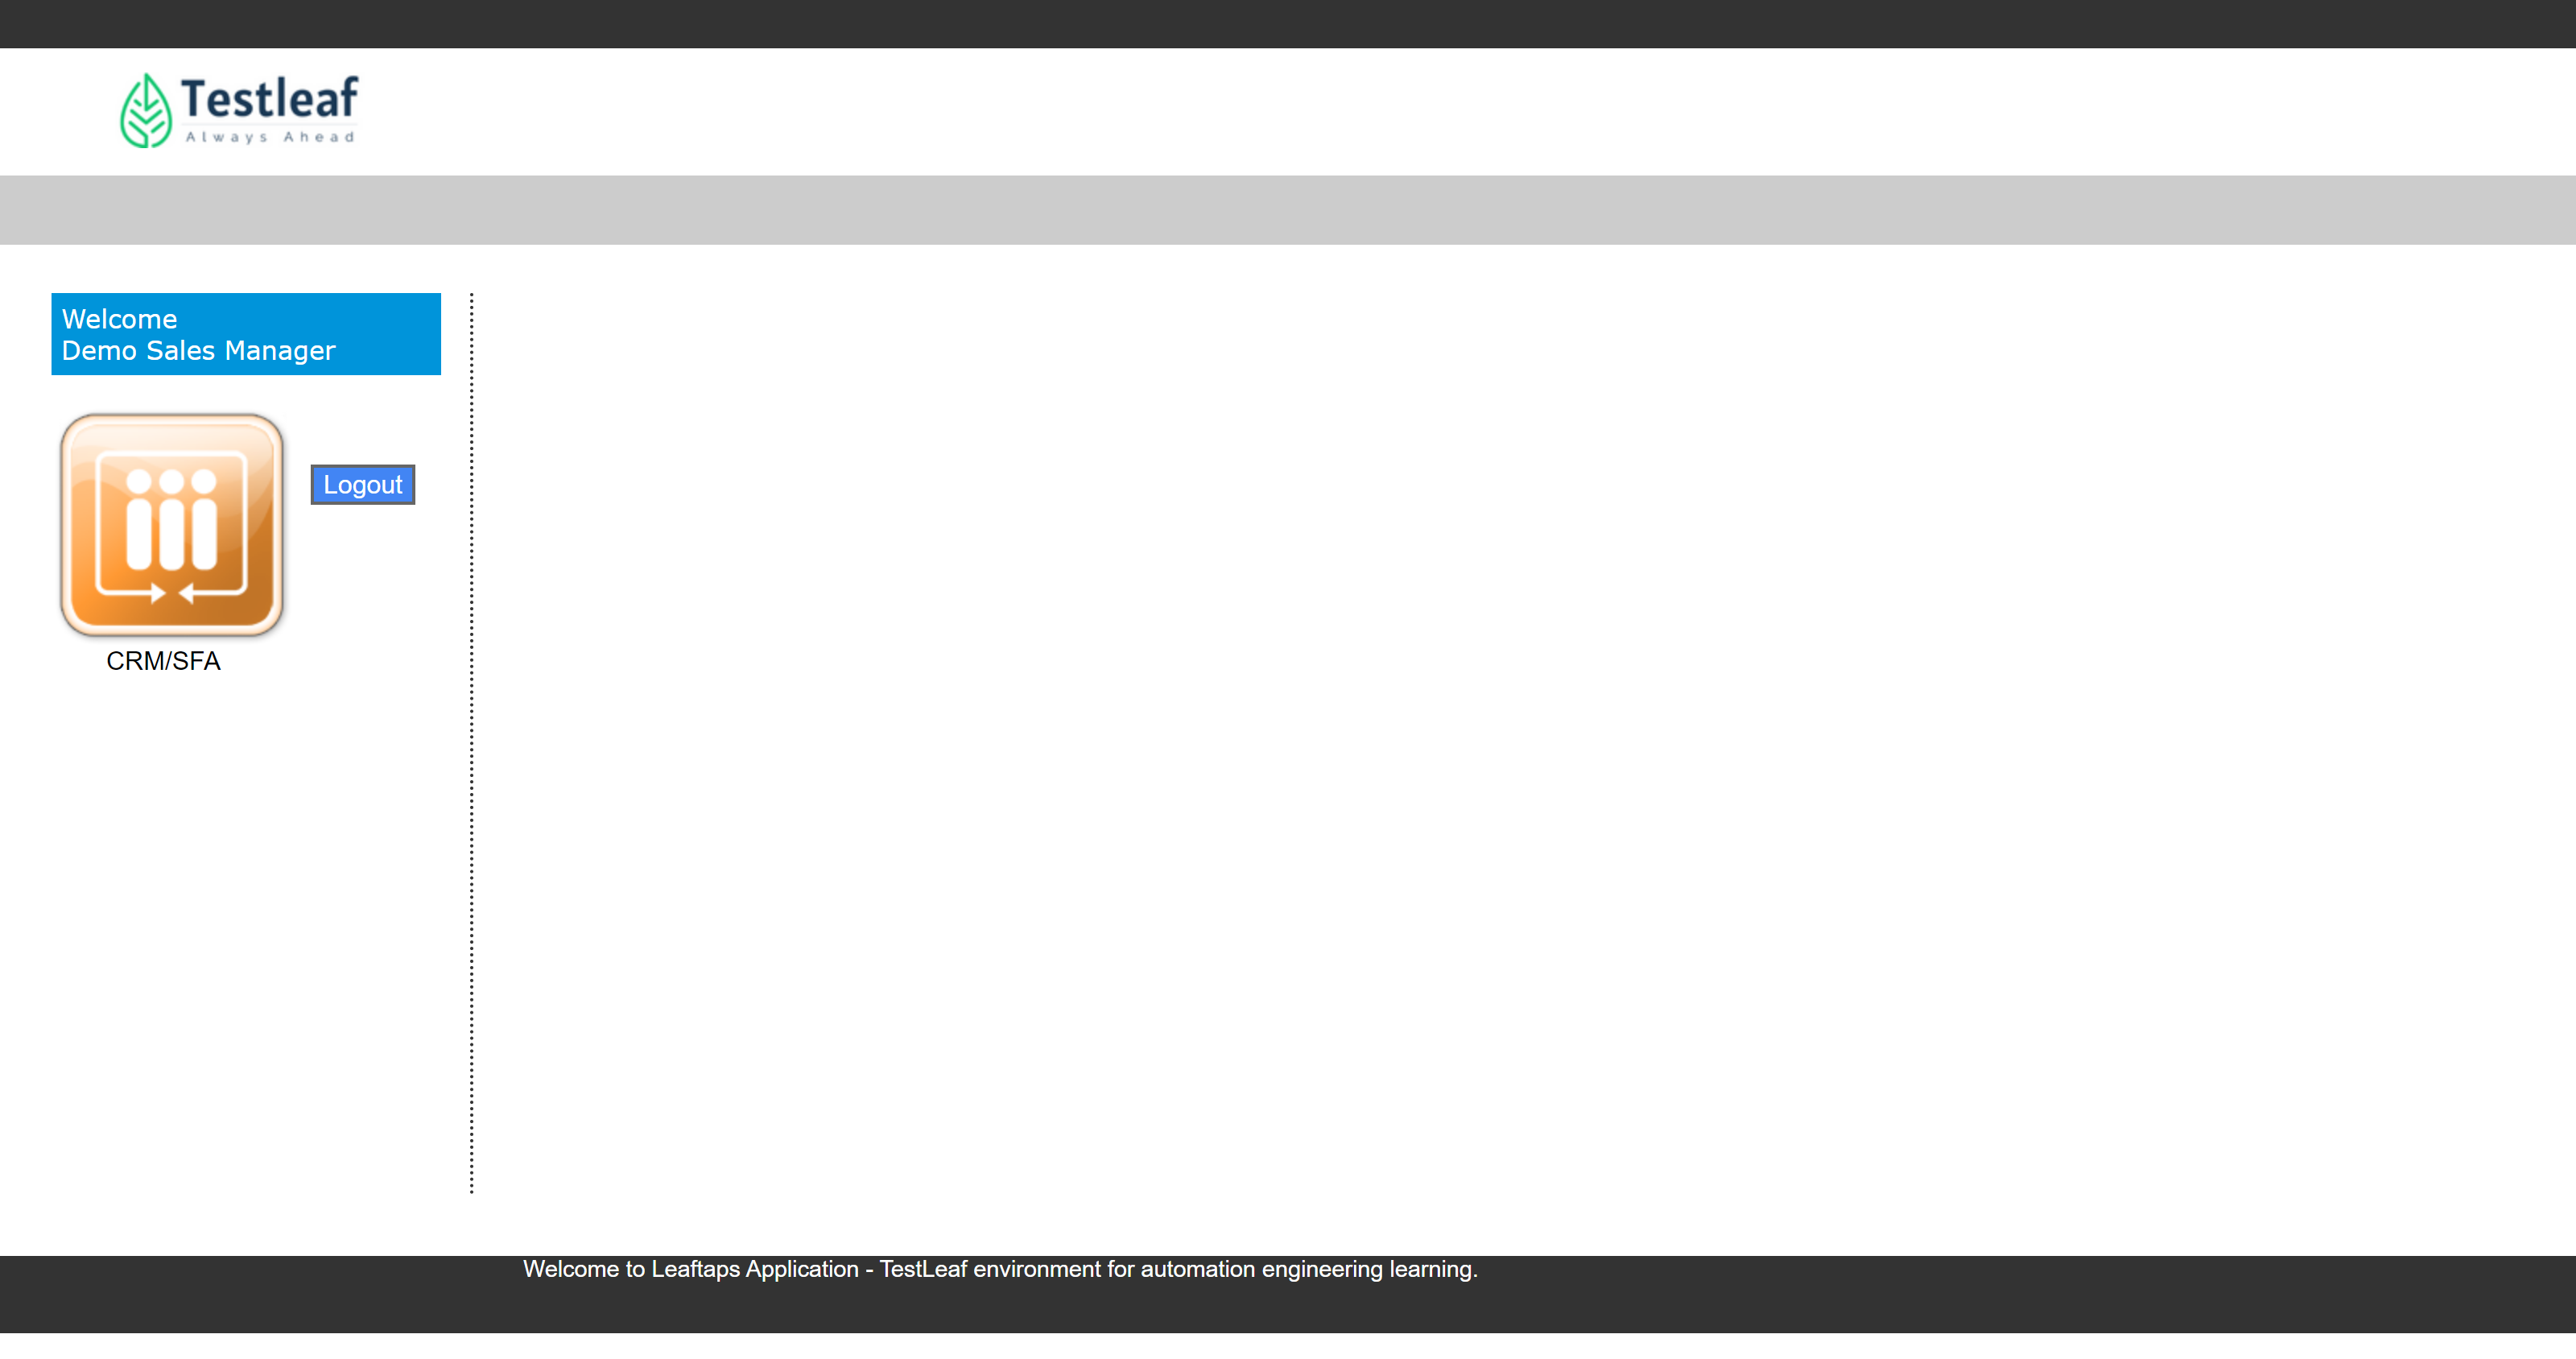 Testleaf
Always Ahead
Welcome
Demo Sales Manager
Logout
CRM/SFA
Welcome to Leaftaps Application - TestLeaf environment for automation engineering learning.